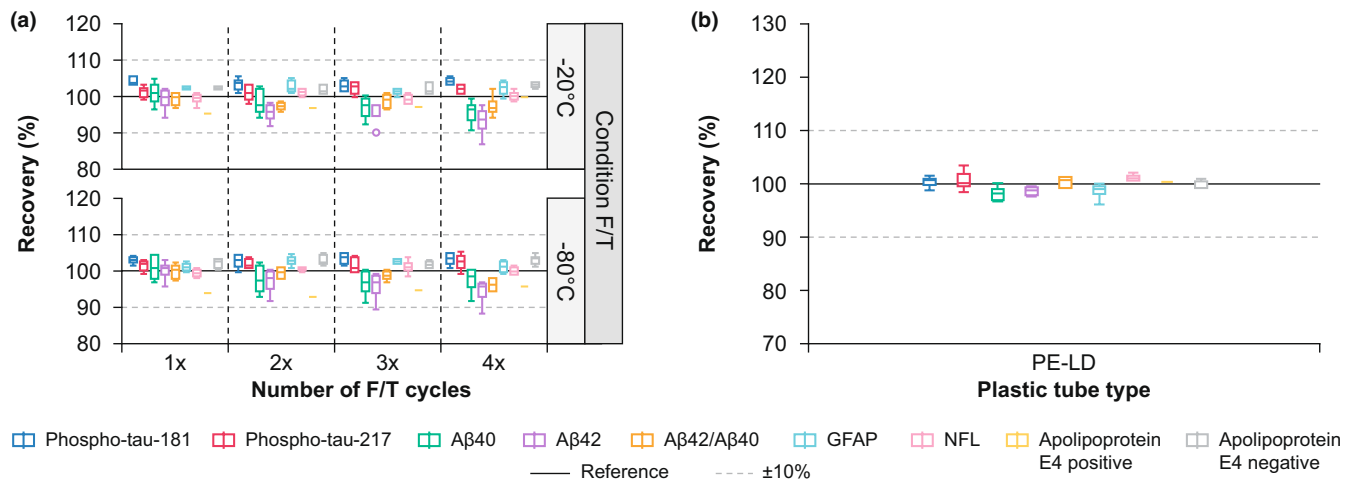 (a)
120
110
100
90
80
120
110
100
90
80
Recovery (%)
Recovery (%)
-20°C
-80°C
Condition F/T
1x 2x 3x 4x
Number of F/T cycles
(b)
130
120
110
100
90
80
70
Recovery (%)
PE-LD
Plastic tube type
Phospho-tau-181 Phospho-tau-217 Aβ40 Aβ42 Aβ42/Aβ40 GFAP NFL Apolipoprotein E4 positive Apolipoprotein E4 negative
Reference ±10%